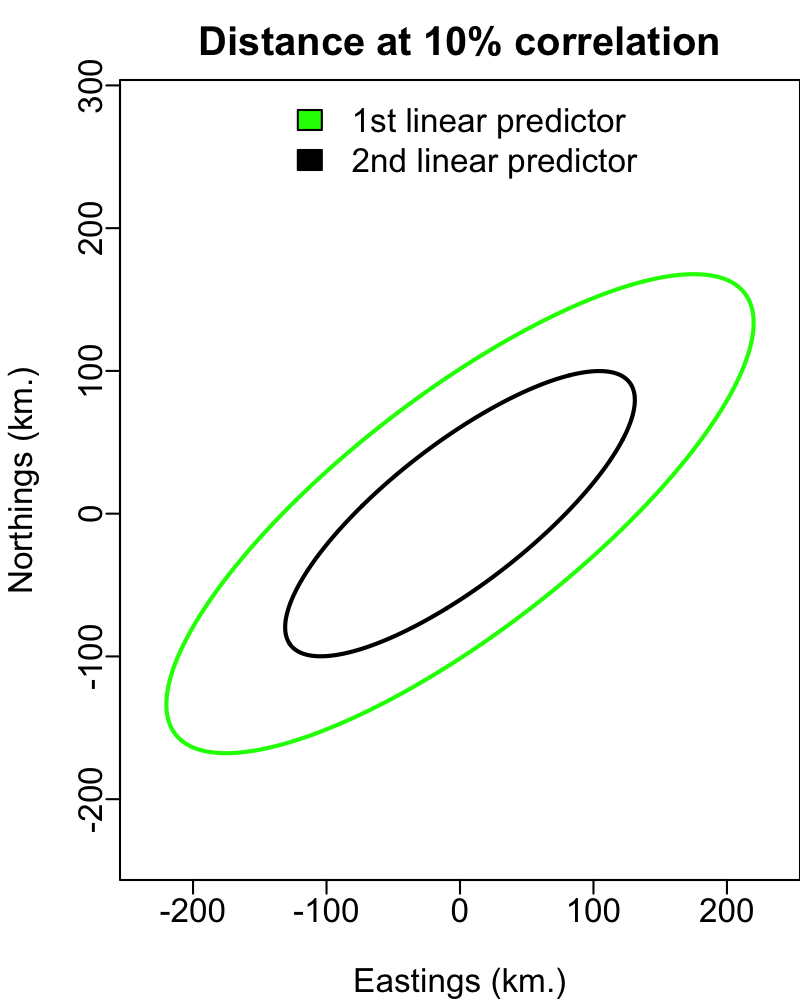 Distance at 10% correlation
1st linear predictor
2nd linear predictor
300
200
100
0
-100
-200
Northings (km.)
-200 -100 0 100 200
Eastings (km.)